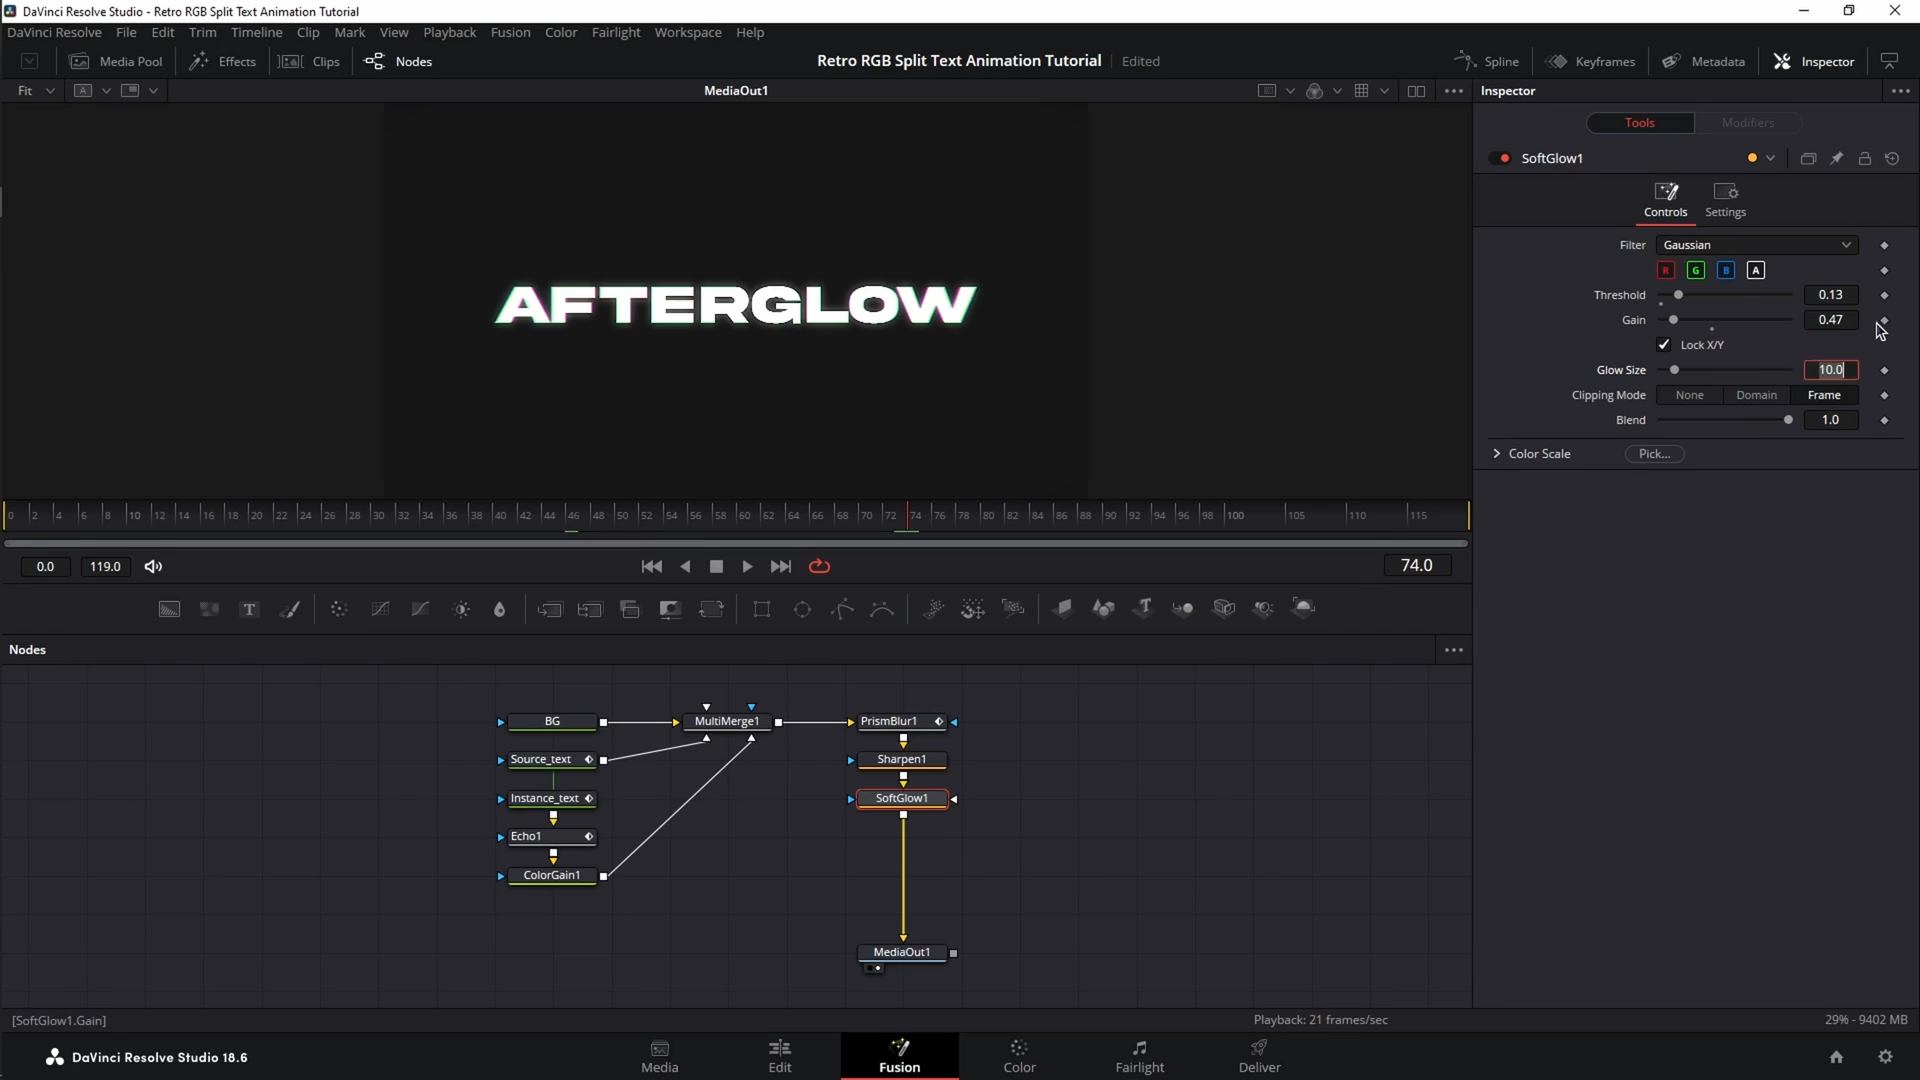 DaVinci Resolve Studio - Retro RGB Split Text Animation Tutorial
DaVinci Resolve File Edit Trim Timeline Clip Mark View Playback Fusion Color Fairlight Workspace Help
Media Pool Effects Clips Nodes Retro RGB Split Text Animation Tutorial Edited Spline Keyframes Metadata Inspector
Fit A MediaOut1 Inspector
Tools Modifiers
SoftGlow1
Controls Settings
Filter Gaussian
R G B A
Threshold 0.13
Gain 0.47
Lock X/Y
Glow Size 10.0
Clipping Mode None Domain Frame
Blend 1.0
Color Scale Pick...
AFTERGLOW
0 2 4 6 8 10 12 14 16 18 20 22 24 26 28 30 32 34 36 38 40 42 44 46 48 50 52 54 56 58 60 62 64 66 68 70 72 74 76 78 80 82 84 86 88 90 92 94 96 98 100 105 110 115
0.0 119.0 74.0
T
Nodes
BG MultiMerge1 PrismBlur1
Source_text Sharpen1
Instance_text SoftGlow1
Echo1
ColorGain1
MediaOut1
[SoftGlow1.Gain] Playback: 21 frames/sec 29% - 9402 MB
DaVinci Resolve Studio 18.6 Media Edit Fusion Color Fairlight Deliver